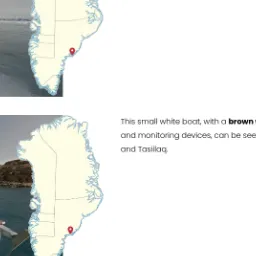 This small white boat, with a brown
and monitoring devices, can be see
and Tasiilaq.